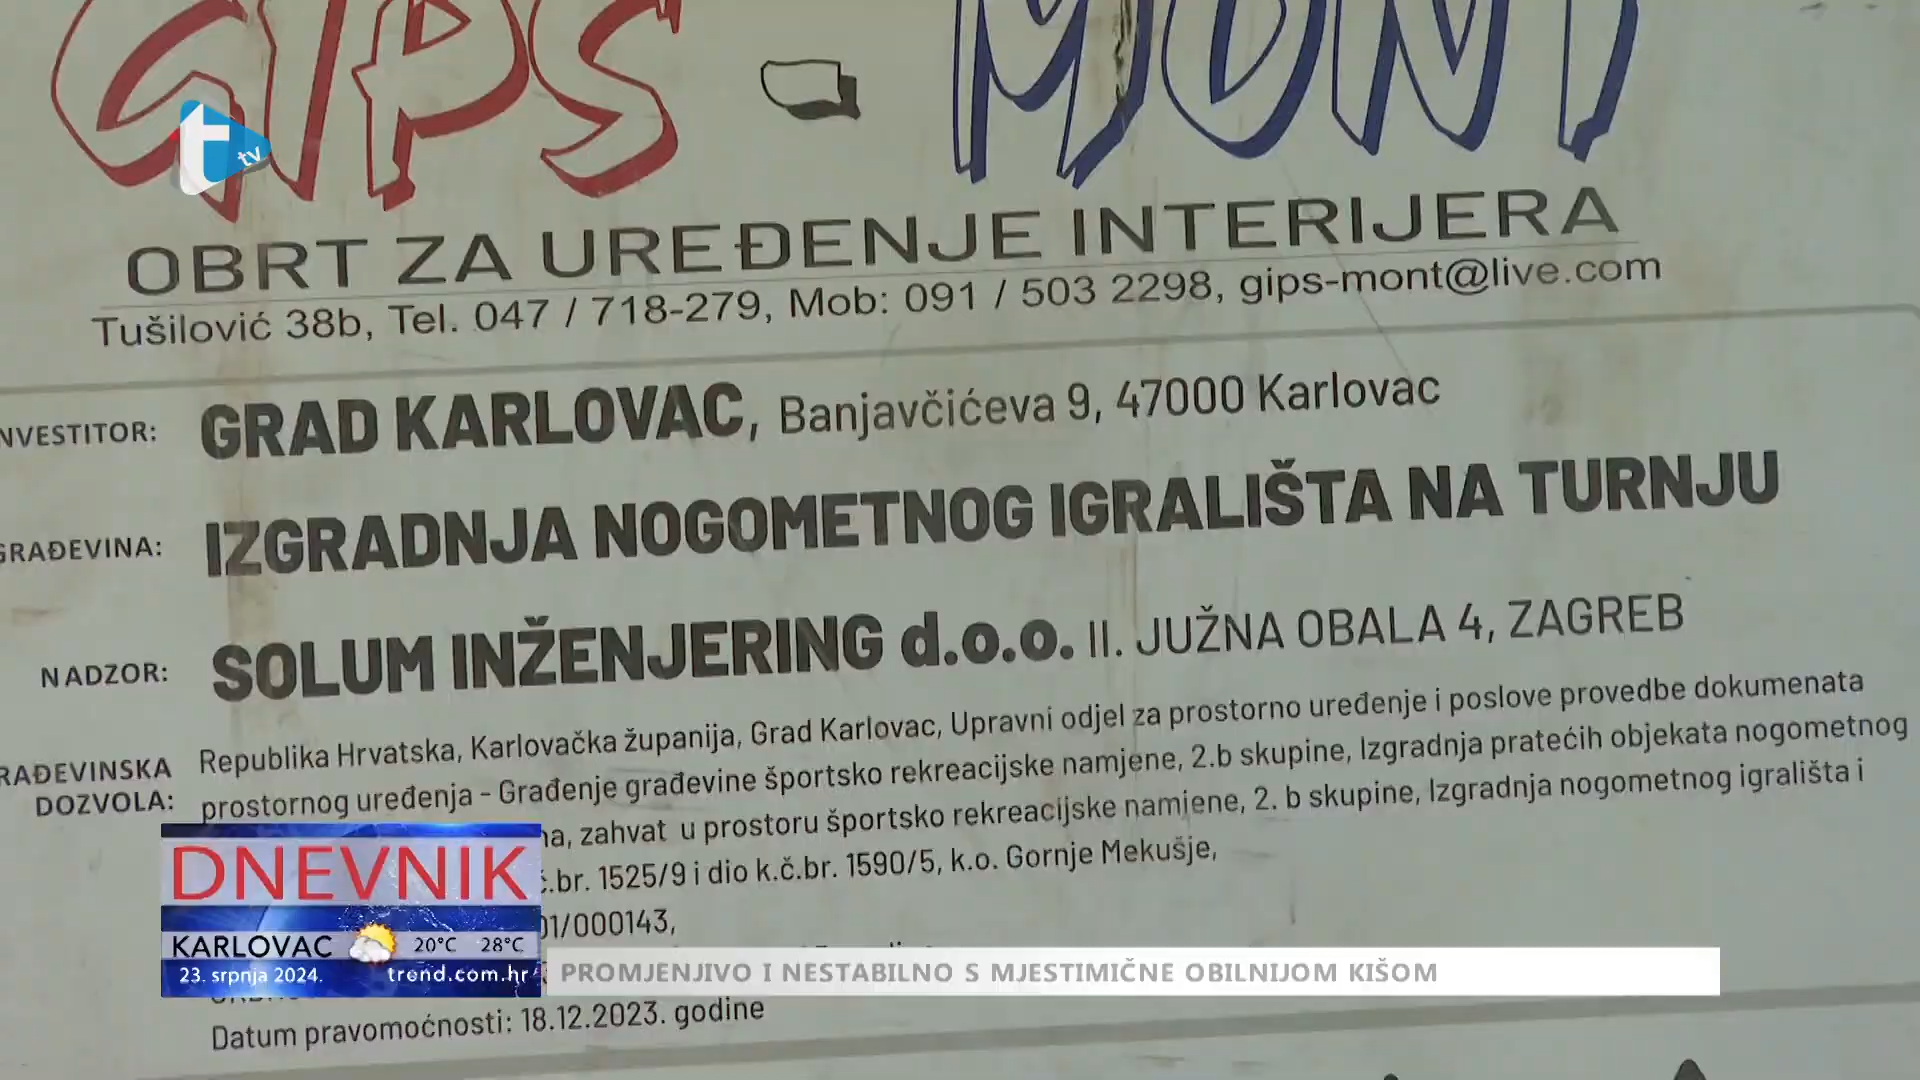 GIPS - MONT
t tv
OBRT ZA UREĐENJE INTERIJERA
Tušilović 38b, Tel. 047 / 718-279, Mob: 091 / 503 2298, gips-mont@live.com
NVESTITOR: GRAD KARLOVAC, Banjavčićeva 9, 47000 Karlovac
GRAĐEVINA: IZGRADNJA NOGOMETNOG IGRALIŠTA NA TURNJU
NADZOR: SOLUM INŽENJERING d.o.o. II. JUŽNA OBALA 4, ZAGREB
RAĐEVINSKA
DOZVOLA:
Republika Hrvatska, Karlovačka županija, Grad Karlovac, Upravni odjel za prostorno uređenje i poslove provedbe dokumenata
prostornog uređenja - Građenje građevine športsko rekreacijske namjene, 2.b skupine, Izgradnja pratećih objekata nogometnog
na, zahvat u prostoru športsko rekreacijske namjene, 2. b skupine, Izgradnja nogometnog igrališta i
č.br. 1525/9 i dio k.č.br. 1590/5, k.o. Gornje Mekušje,
01/000143,
Datum pravomoćnosti: 18.12.2023. godine
DNEVNIK
KARLOVAC 20°C 28°C
23. srpnja 2024. trend.com.hr
PROMJENJIVO I NESTABILNO S MJESTIMIČNE OBILNIJOM KIŠOM